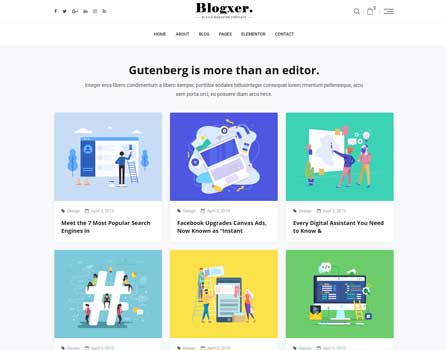 Blogxer.
BLOG & MAGAZINE TEMPLATE
HOME ABOUT BLOG PAGES ELEMENTOR CONTACT
Gutenberg is more than an editor.
Integer eros libero condimentum a libero semper, porttitor sodales tellusinteger consequat lorem rmentum pellenesque, arcu
sem porta orci, eu posuere diam arcu nece.
Design April 3, 2019
Meet the 7 Most Popular Search
Engines in
Design April 3, 2019
Facebook Upgrades Canvas Ads,
Now Known as "Instant
Design April 3, 2019
Every Digital Assistant You Need
to Know &
Design April 3, 2019
Design April 3, 2019
Design April 3, 2019